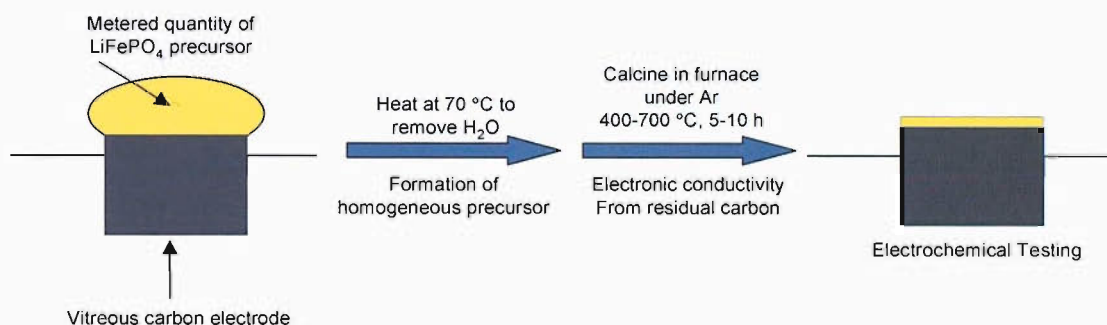 Metered quantity of
LiFePO₄ precursor
Heat at 70 °C to
remove H₂O
Formation of
homogeneous precursor
Calcine in furnace
under Ar
400-700 °C, 5-10 h
Electronic conductivity
From residual carbon
Electrochemical Testing
Vitreous carbon electrode